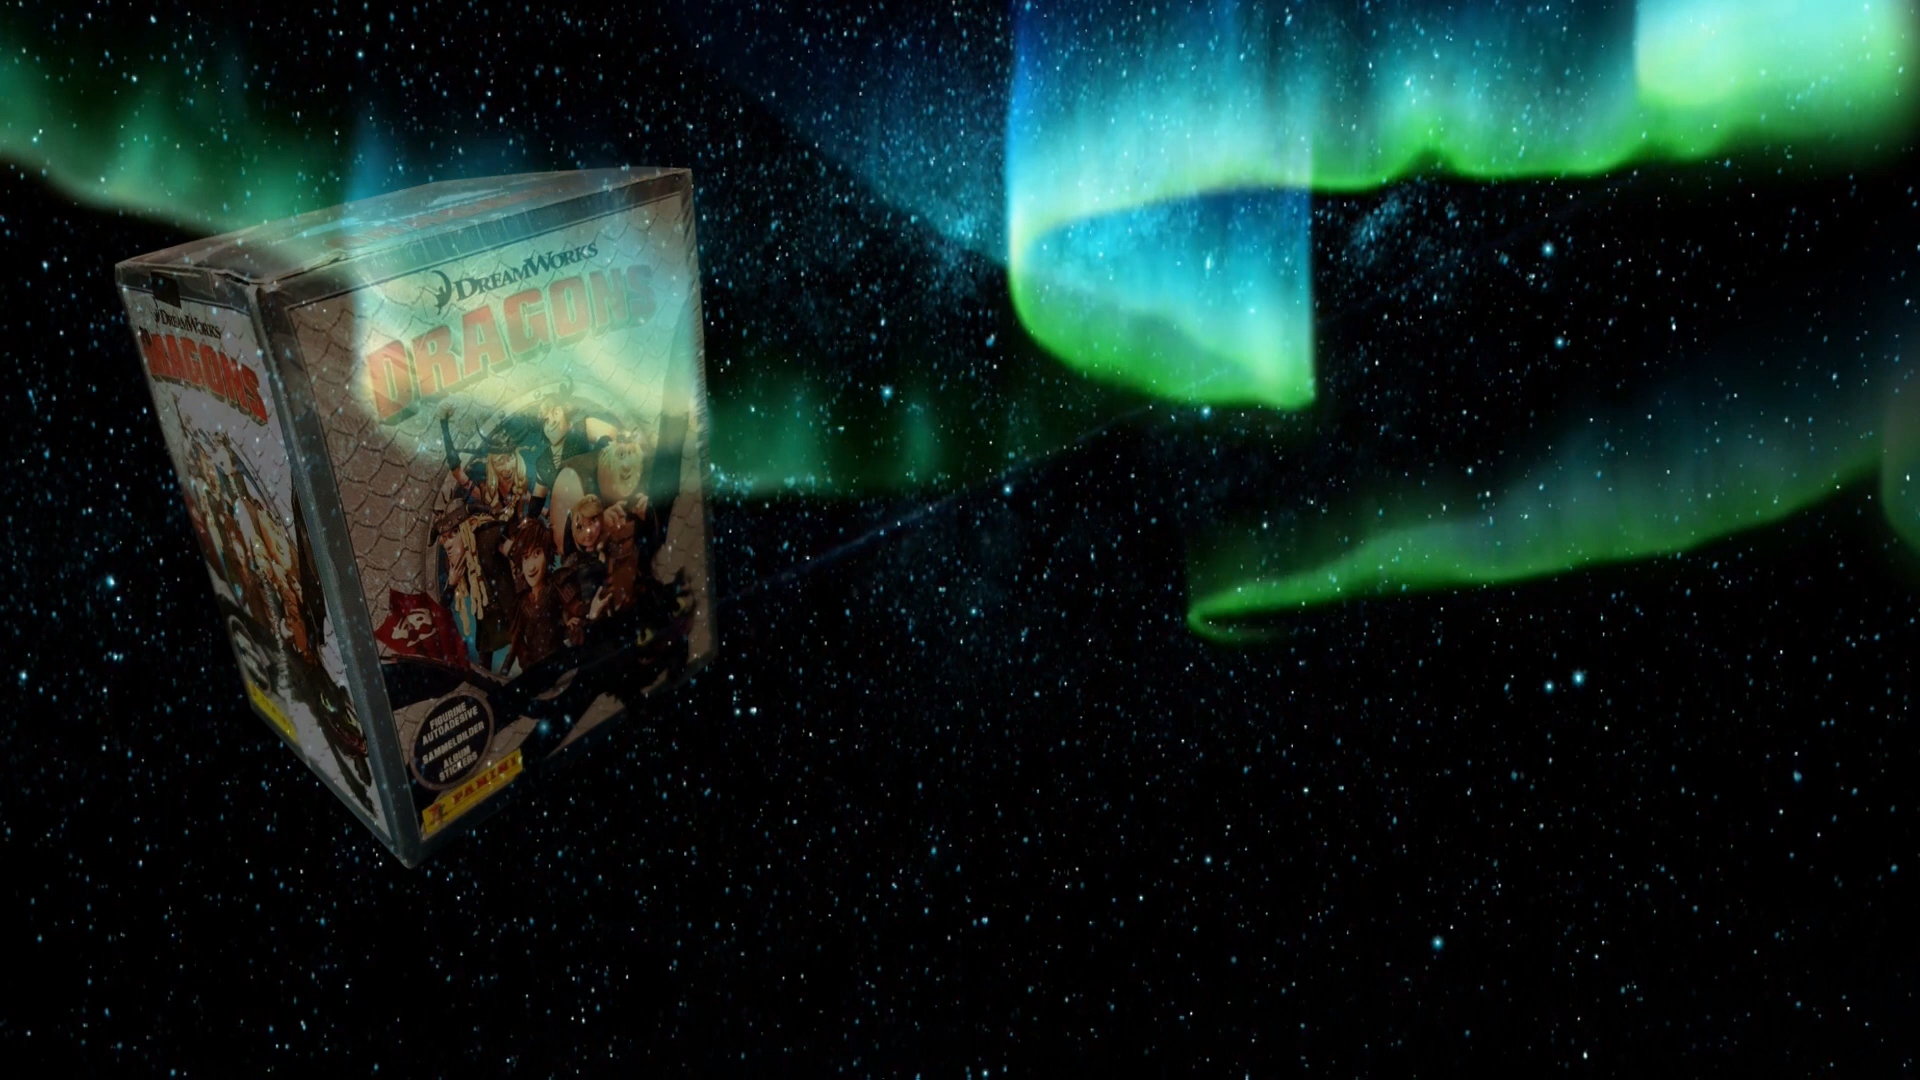 DREAMWORKS
DRAGONS
DREAMWORKS
DRAGONS
FIGURINE
AUTOADESIVE
SAMMELBILDER
ALBUM
STICKERS
PANINI